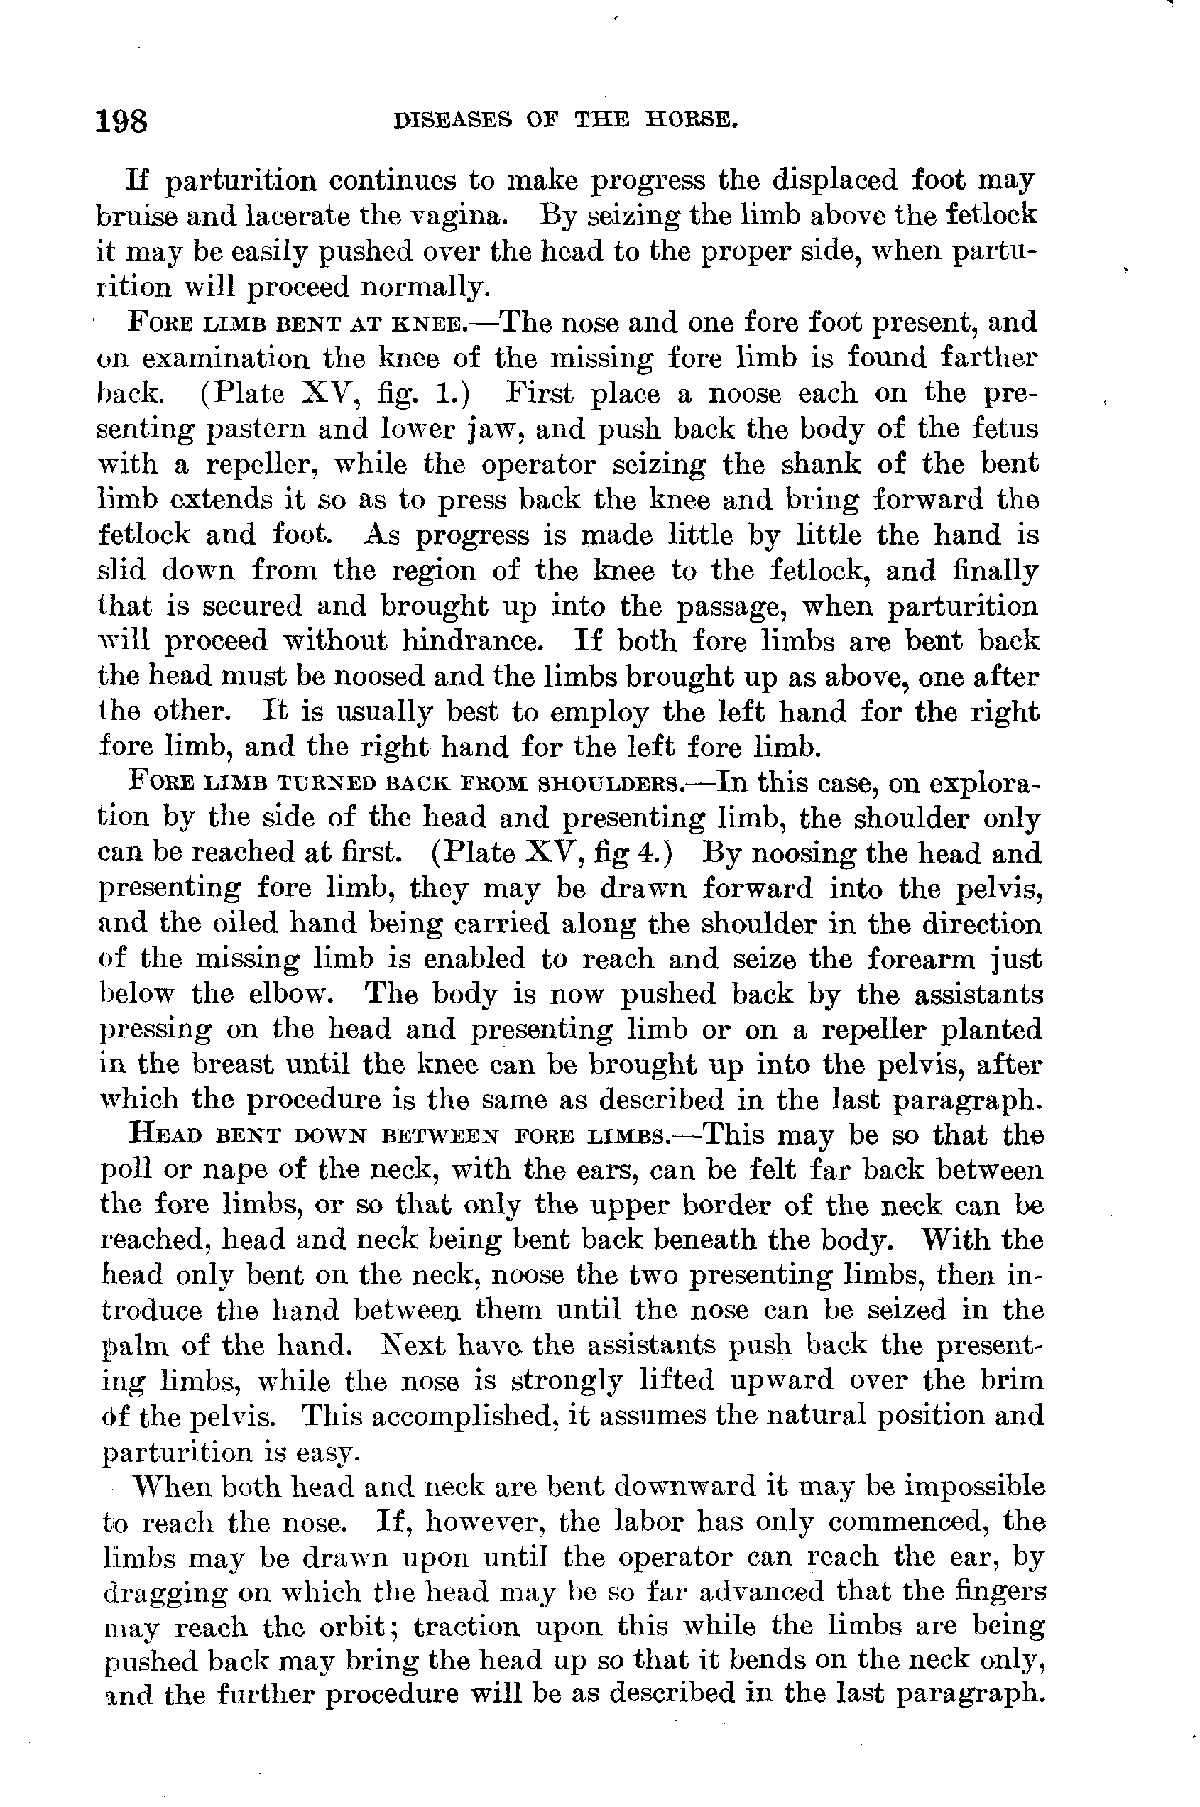 198 DISEASES OF THE HORSE.
If parturition continues to make progress the displaced foot may
bruise and lacerate the vagina. By seizing the limb above the fetlock
it may be easily pushed over the head to the proper side, when partu-
rition will proceed normally.
FORE LIMB BENT AT KNEE.—The nose and one fore foot present, and
on examination the knee of the missing fore limb is found farther
back. (Plate XV, fig. 1.) First place a noose each on the pre-
senting pastern and lower jaw, and push back the body of the fetus
with a repeller, while the operator seizing the shank of the bent
limb extends it so as to press back the knee and bring forward the
fetlock and foot. As progress is made little by little the hand is
slid down from the region of the knee to the fetlock, and finally
that is secured and brought up into the passage, when parturition
will proceed without hindrance. If both fore limbs are bent back
the head must be noosed and the limbs brought up as above, one after
the other. It is usually best to employ the left hand for the right
fore limb, and the right hand for the left fore limb.
FORE LIMB TURNED BACK FROM SHOULDERS.—In this case, on explora-
tion by the side of the head and presenting limb, the shoulder only
can be reached at first. (Plate XV, fig 4.) By noosing the head and
presenting fore limb, they may be drawn forward into the pelvis,
and the oiled hand being carried along the shoulder in the direction
of the missing limb is enabled to reach and seize the forearm just
below the elbow. The body is now pushed back by the assistants
pressing on the head and presenting limb or on a repeller planted
in the breast until the knee can be brought up into the pelvis, after
which the procedure is the same as described in the last paragraph.
HEAD BENT DOWN BETWEEN FORE LIMBS.—This may be so that the
poll or nape of the neck, with the ears, can be felt far back between
the fore limbs, or so that only the upper border of the neck can be
reached, head and neck being bent back beneath the body. With the
head only bent on the neck, noose the two presenting limbs, then in-
troduce the hand between them until the nose can be seized in the
palm of the hand. Next have the assistants push back the present-
ing limbs, while the nose is strongly lifted upward over the brim
of the pelvis. This accomplished, it assumes the natural position and
parturition is easy.
When both head and neck are bent downward it may be impossible
to reach the nose. If, however, the labor has only commenced, the
limbs may be drawn upon until the operator can reach the ear, by
dragging on which the head may be so far advanced that the fingers
may reach the orbit; traction upon this while the limbs are being
pushed back may bring the head up so that it bends on the neck only,
and the further procedure will be as described in the last paragraph.